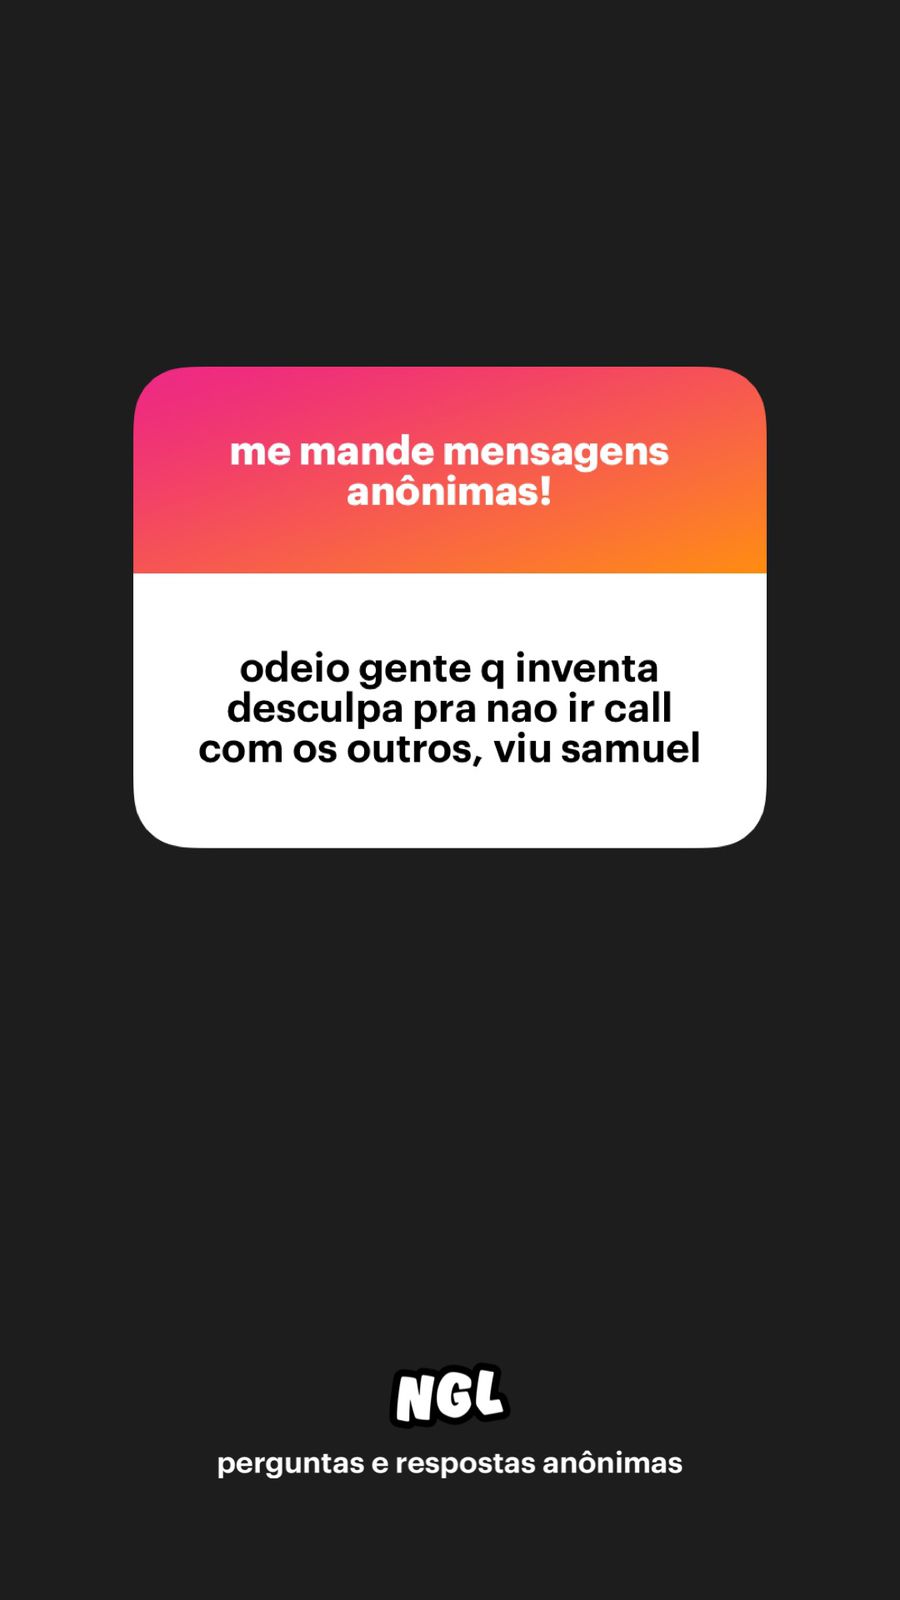 me mande mensagens
anônimas!
odeio gente q inventa
desculpa pra nao ir call
com os outros, viu samuel
NGL
perguntas e respostas anônimas